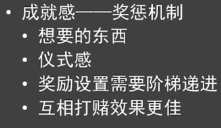 • 成就感——奖惩机制
• 想要的东西
• 仪式感
• 奖励设置需要阶梯递进
• 互相打赌效果更佳